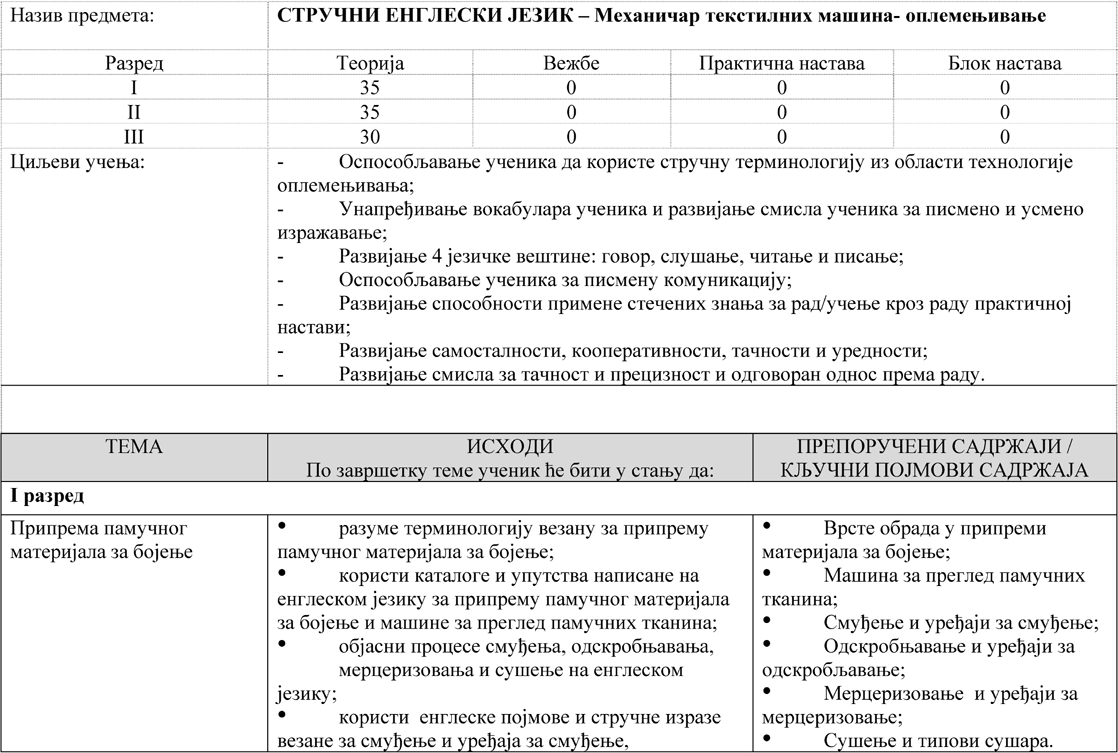 Назив предмета: СТРУЧНИ ЕНГЛЕСКИ ЈЕЗИК – Механичар текстилних машина- оплемењивање
Разред Теорија Вежбе Практична настава Блок настава
I 35 0 0 0
II 35 0 0 0
III 30 0 0 0
Циљеви учења:
- Оспособљавање ученика да користе стручну терминологију из области технологије
оплемењивања;
- Унапређивање вокабулара ученика и развијање смисла ученика за писмено и усмено
изражавање;
- Развијање 4 језичке вештине: говор, слушање, читање и писање;
- Оспособљавање ученика за писмену комуникацију;
- Развијање способности примене стечених знања за рад/учење кроз раду практичној
настави;
- Развијање самосталности, кооперативности, тачности и уредности;
- Развијање смисла за тачност и прецизност и одговоран однос према раду.
ТЕМА
ИСХОДИ
По завршетку теме ученик ће бити у стању да:
ПРЕПОРУЧЕНИ САДРЖАЈИ /
КЉУЧНИ ПОЈМОВИ САДРЖАЈА
I разред
Припрема памучног
материјала за бојење
• разуме терминологију везану за припрему
памучног материјала за бојење;
• користи каталоге и упутства написане на
енглеском језику за припрему памучног материјала
за бојење и машине за преглед памучних тканина;
• објасни процесе смуђења, одскробњавања,
мерцеризовања и сушење на енглеском
језику;
• користи енглеске појмове и стручне изразе
везане за смуђење и уређаја за смуђење,
• Врсте обрада у припреми
материјала за бојење;
• Машина за преглед памучних
тканина;
• Смуђење и уређаји за смуђење;
• Одскробњавање и уређаји за
одскробљавање;
• Мерцеризовање и уређаји за
мерцеризовање;
• Сушење и типови сушара.